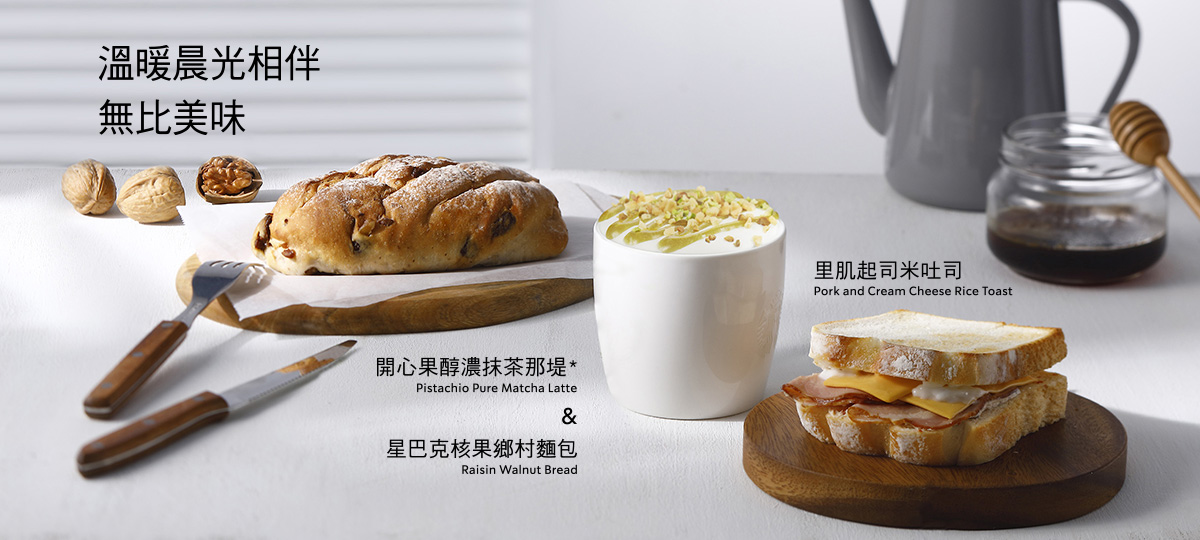 溫暖晨光相伴
無比美味
里肌起司米吐司
Pork and Cream Cheese Rice Toast
開心果醇濃抹茶那堤*
Pistachio Pure Matcha Latte
&
星巴克核果鄉村麵包
Raisin Walnut Bread